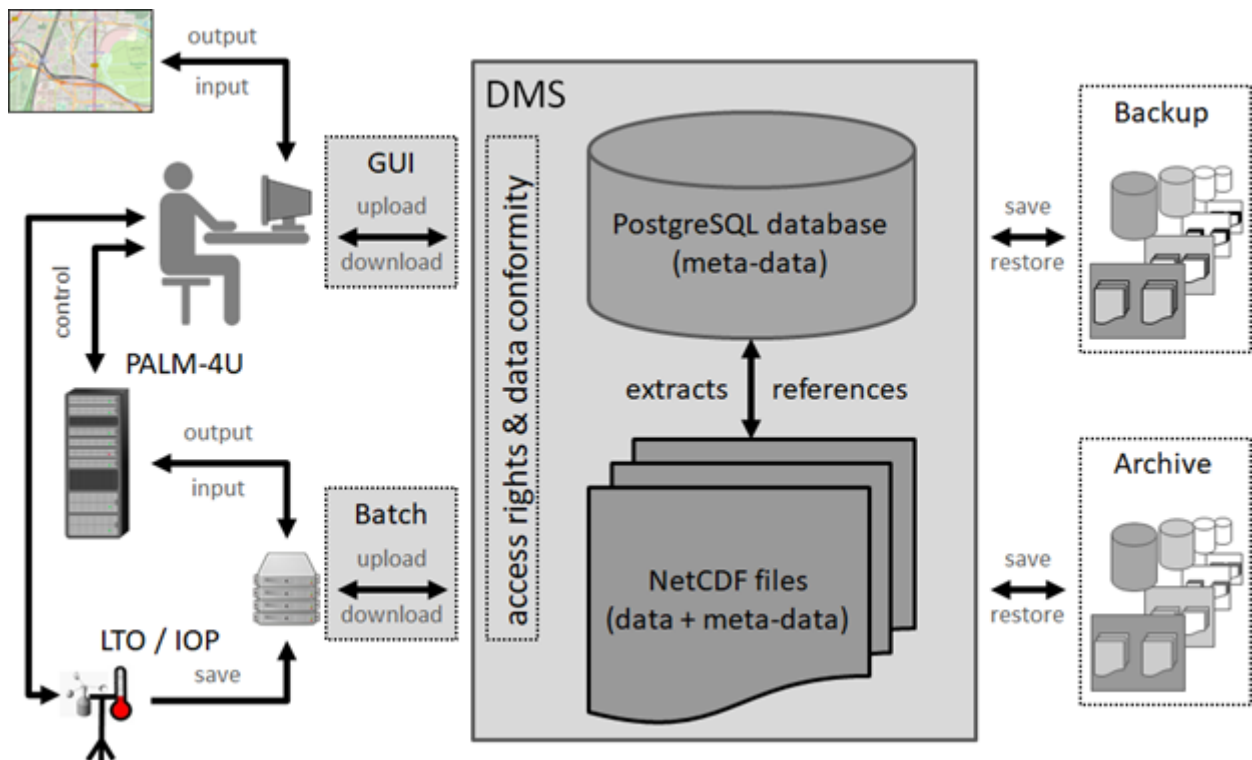 output
input
GUI
upload
download
control
PALM-4U
output
input
Batch
upload
download
LTO / IOP
save
DMS
access rights & data conformity
PostgreSQL database
(meta-data)
extracts
references
NetCDF files
(data + meta-data)
save
restore
Backup
save
restore
Archive